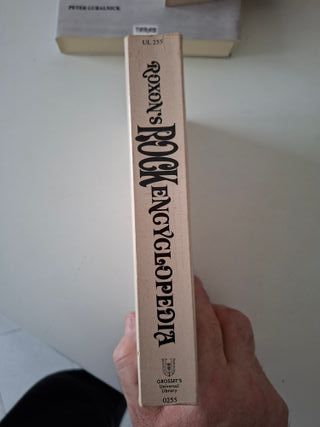 PETER GURALNICK
UL 255
ROXON'S ROCK ENCYCLOPEDIA
GROSSET'S
Universal
Library
0255